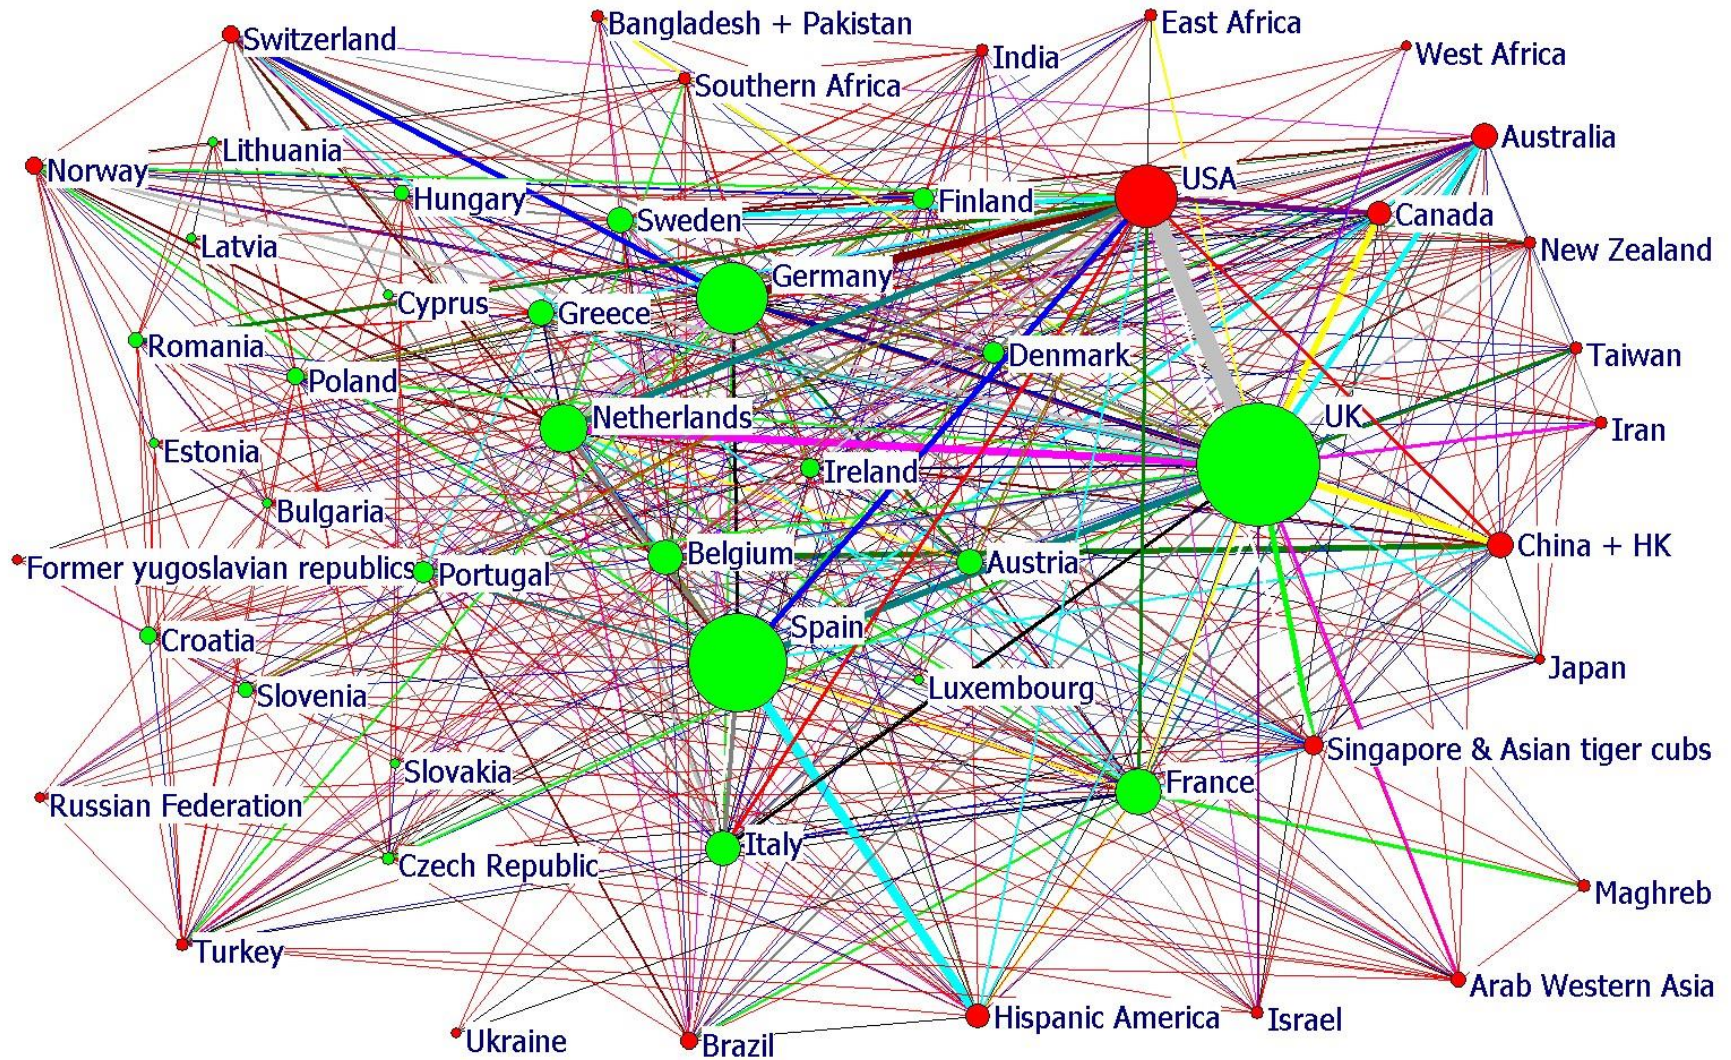 Bangladesh + Pakistan
East Africa
Switzerland
India
West Africa
Southern Africa
Australia
Lithuania
Norway
USA
Hungary
Finland
Canada
Sweden
Latvia
New Zealand
Germany
Cyprus
Greece
Romania
Denmark
Taiwan
Poland
Netherlands
UK
Iran
Estonia
Ireland
Bulgaria
China + HK
Belgium
Austria
Former yugoslavian republics
Portugal
Spain
Croatia
Japan
Luxembourg
Slovenia
Singapore & Asian tiger cubs
Slovakia
France
Russian Federation
Italy
Czech Republic
Maghreb
Turkey
Arab Western Asia
Hispanic America
Israel
Ukraine
Brazil